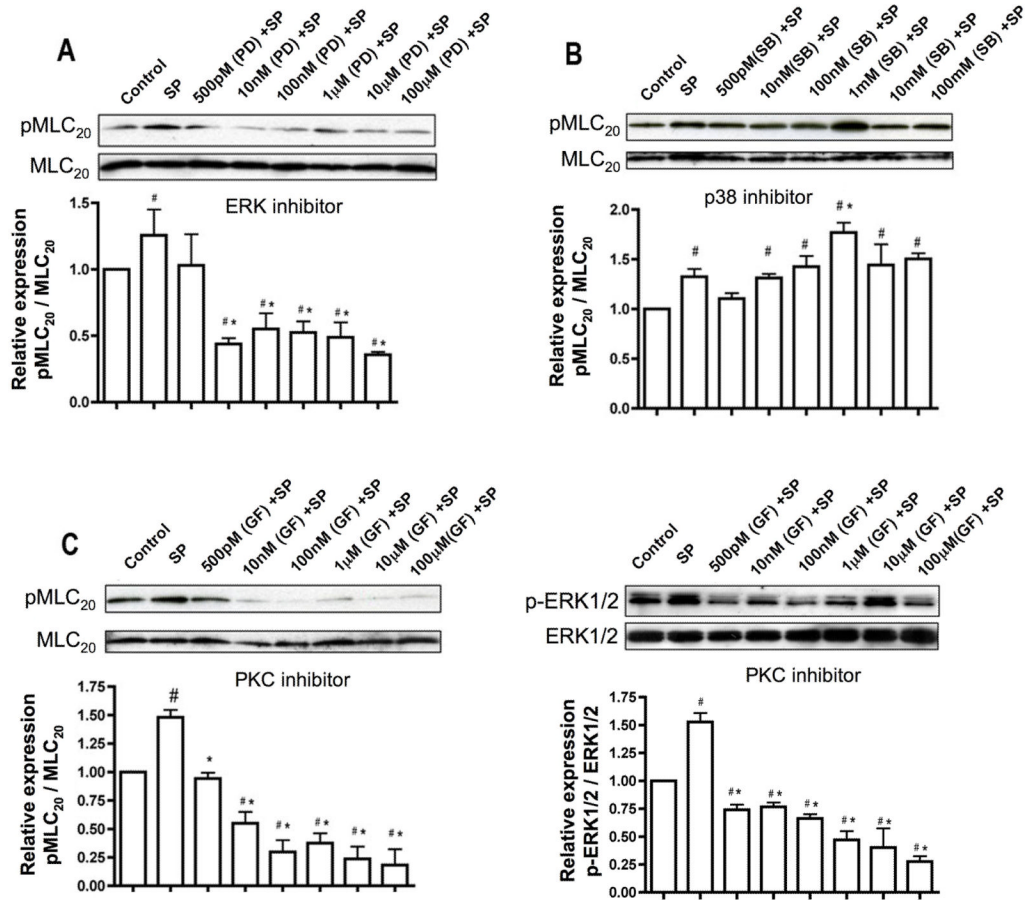 A
Control
SP
500pM (PD) +SP
10nM (PD) +SP
100nM (PD) +SP
1μM (PD) +SP
10μM (PD) +SP
100μM (PD) +SP
pMLC20
MLC20
ERK inhibitor
Relative expression
pMLC20 / MLC20
1.5
1.0
0.5
0.0
#
# *
# *
# *
# *
# *
B
Control
SP
500pM(SB) +SP
10nM(SB) +SP
100nM (SB) +SP
1mM (SB) +SP
10mM (SB) +SP
100mM (SB) +SP
pMLC20
MLC20
p38 inhibitor
Relative expression
pMLC20 / MLC20
2.0
1.5
1.0
0.5
0.0
#
#
#
# *
#
#
C
Control
SP
500pM (GF) +SP
10nM (GF) +SP
100nM (GF) +SP
1μM (GF) +SP
10μM (GF) +SP
100μM(GF) +SP
pMLC20
MLC20
PKC inhibitor
Relative expression
pMLC20 / MLC20
1.75
1.50
1.25
1.00
0.75
0.50
0.25
0.00
#
*
# *
# *
# *
# *
# *
Control
SP
500pM (GF) +SP
10nM (GF) +SP
100nM (GF) +SP
1μM (GF) +SP
10μM (GF) +SP
100μM(GF) +SP
p-ERK1/2
ERK1/2
PKC inhibitor
Relative expression
p-ERK1/2 / ERK1/2
1.75
1.50
1.25
1.00
0.75
0.50
0.25
0.00
#
# *
# *
# *
# *
# *
# *